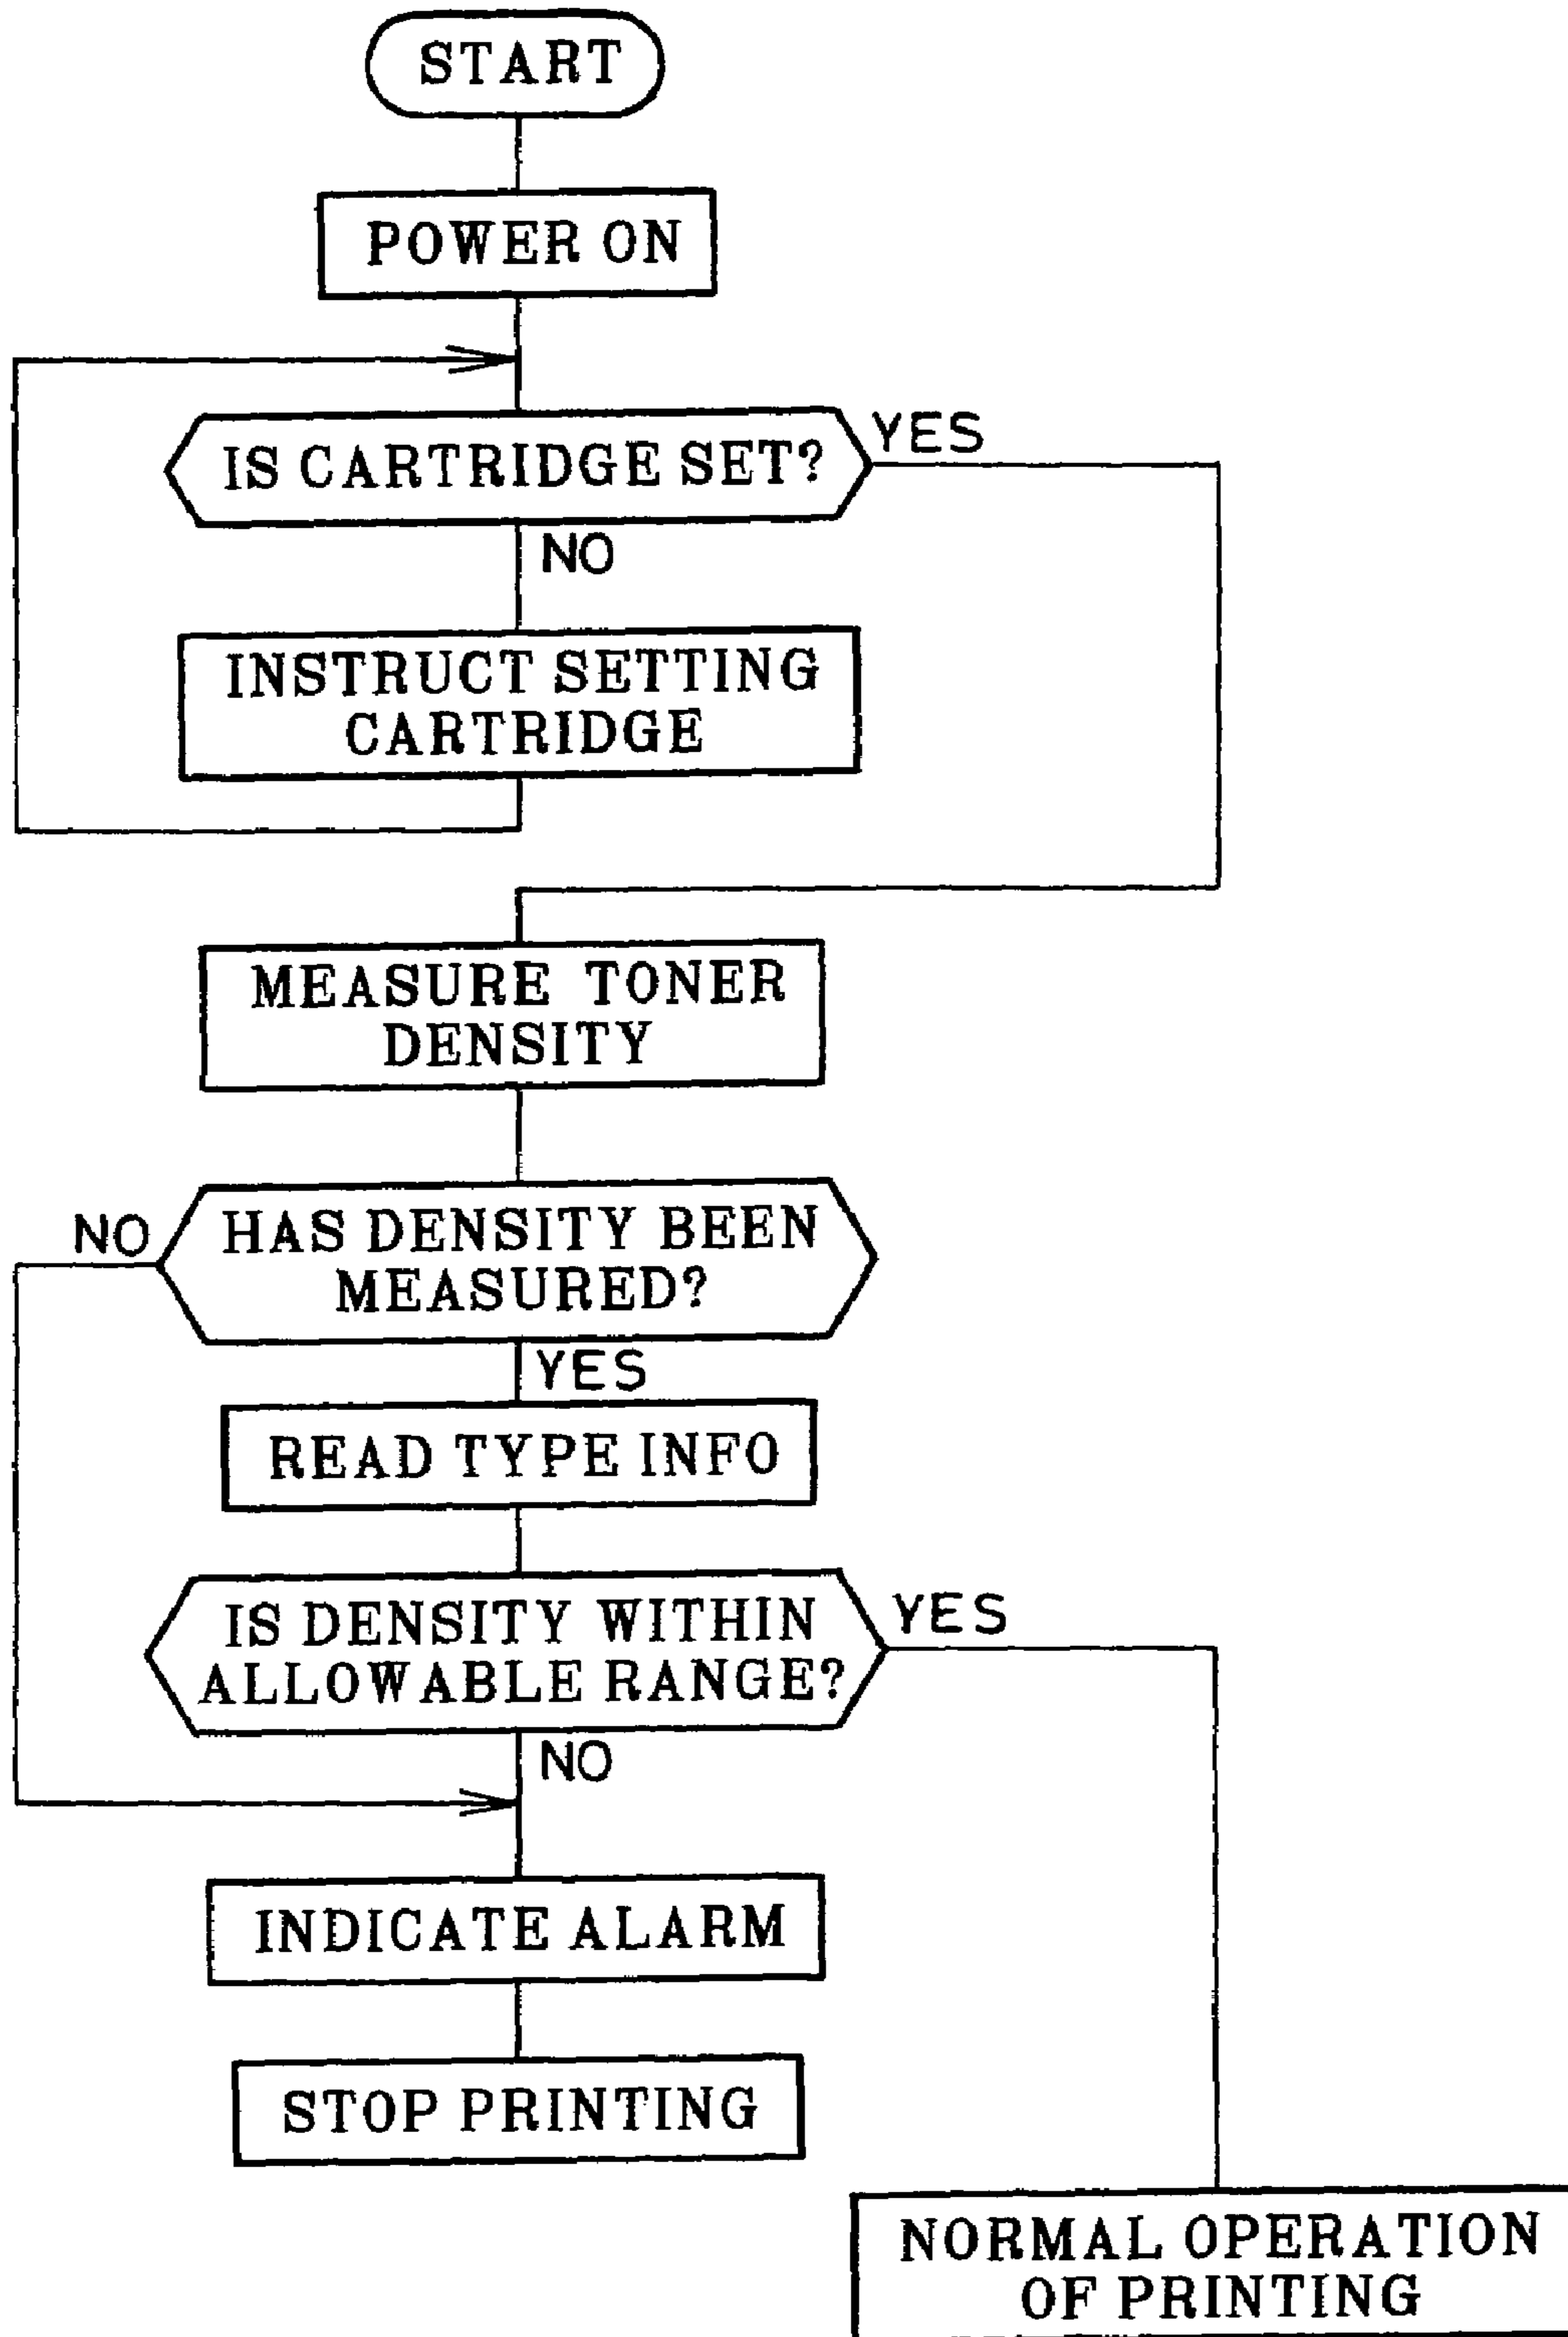 START
POWER ON
IS CARTRIDGE SET?
YES
NO
INSTRUCT SETTING
CARTRIDGE
MEASURE TONER
DENSITY
HAS DENSITY BEEN
MEASURED?
NO
YES
READ TYPE INFO
IS DENSITY WITHIN
ALLOWABLE RANGE?
YES
NO
INDICATE ALARM
STOP PRINTING
NORMAL OPERATION
OF PRINTING